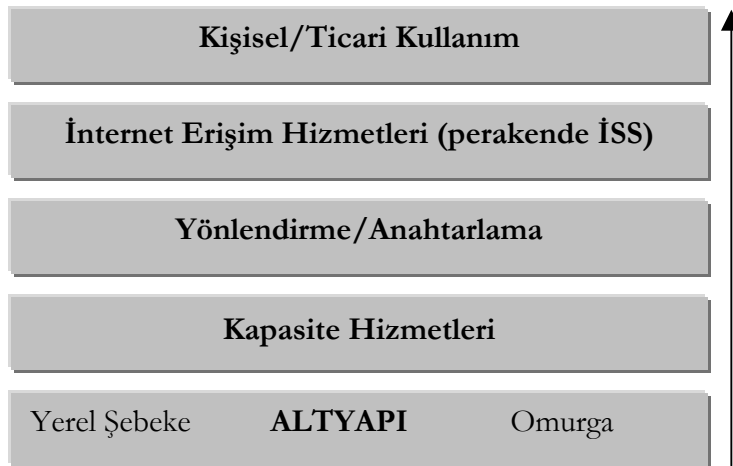 Kişisel/Ticari Kullanım
İnternet Erişim Hizmetleri (perakende İSS)
Yönlendirme/Anahtarlama
Kapasite Hizmetleri
Yerel Şebeke ALTYAPI Omurga